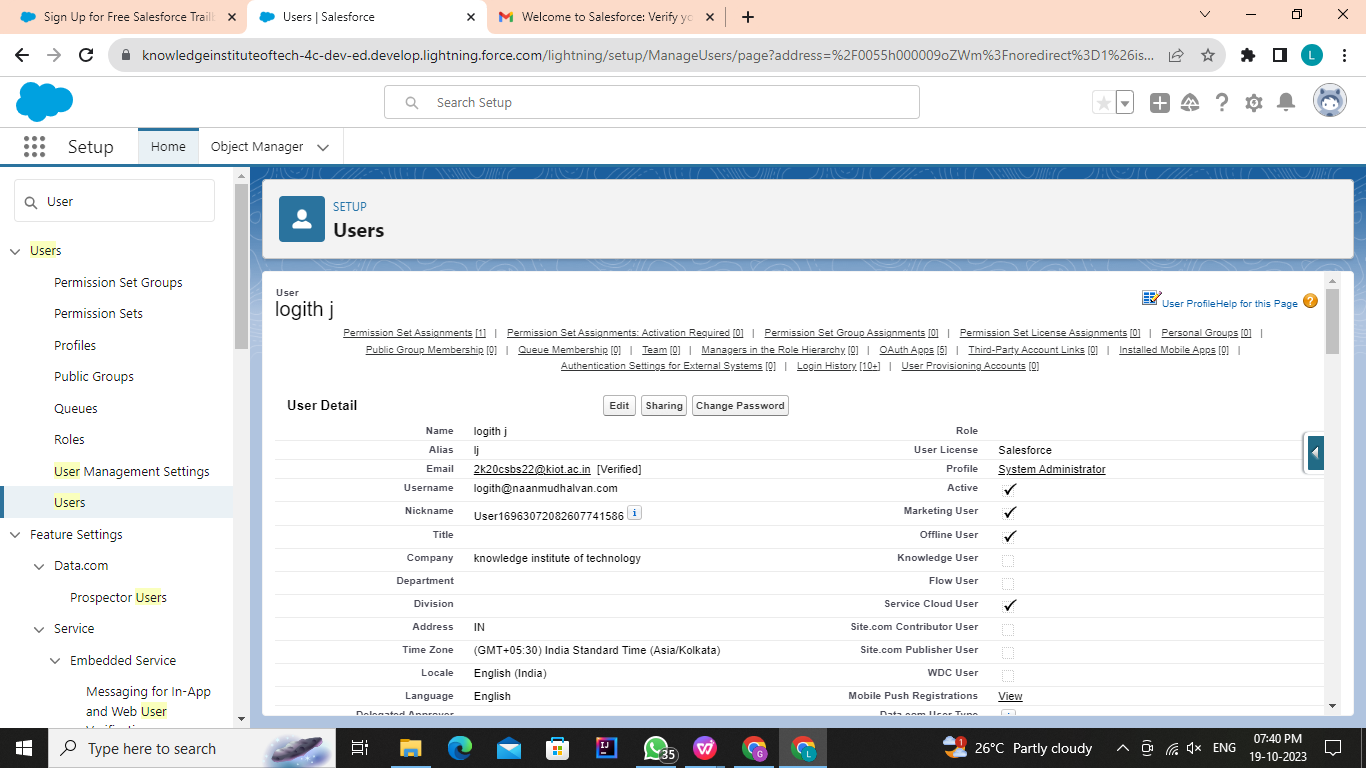 Sign Up for Free Salesforce Trailb
Users | Salesforce
Welcome to Salesforce: Verify yo
knowledgeinstituteoftech-4c-dev-ed.develop.lightning.force.com/lightning/setup/ManageUsers/page?address=%2F0055h000009oZWm%3Fnoredirect%3D1%26is...
L
Search Setup
Setup
Home
Object Manager
User
Users
Permission Set Groups
Permission Sets
Profiles
Public Groups
Queues
Roles
User Management Settings
Users
Feature Settings
Data.com
Prospector Users
Service
Embedded Service
Messaging for In-App
and Web User
SETUP
Users
User
logith j
User Profile Help for this Page ?
Permission Set Assignments [1] | Permission Set Assignments: Activation Required [0] | Permission Set Group Assignments [0] | Permission Set License Assignments [0] | Personal Groups [0] |
Public Group Membership [0] | Queue Membership [0] | Team [0] | Managers in the Role Hierarchy [0] | OAuth Apps [5] | Third-Party Account Links [0] | Installed Mobile Apps [0] |
Authentication Settings for External Systems [0] | Login History [10+] | User Provisioning Accounts [0]
User Detail
Edit Sharing Change Password
Name logith j Role
Alias lj User License Salesforce
Email 2k20csbs22@kiot.ac.in [Verified] Profile System Administrator
Username logith@naanmudhalvan.com Active ✓
Nickname User16963072082607741586 i Marketing User ✓
Title Offline User ✓
Company knowledge institute of technology Knowledge User
Department Flow User
Division Service Cloud User ✓
Address IN Site.com Contributor User
Time Zone (GMT+05:30) India Standard Time (Asia/Kolkata) Site.com Publisher User
Locale English (India) WDC User
Language English Mobile Push Registrations View
Delegated Approver Data.com User Type
Type here to search
35
G
L
1
26°C Partly cloudy
ENG
07:40 PM
19-10-2023